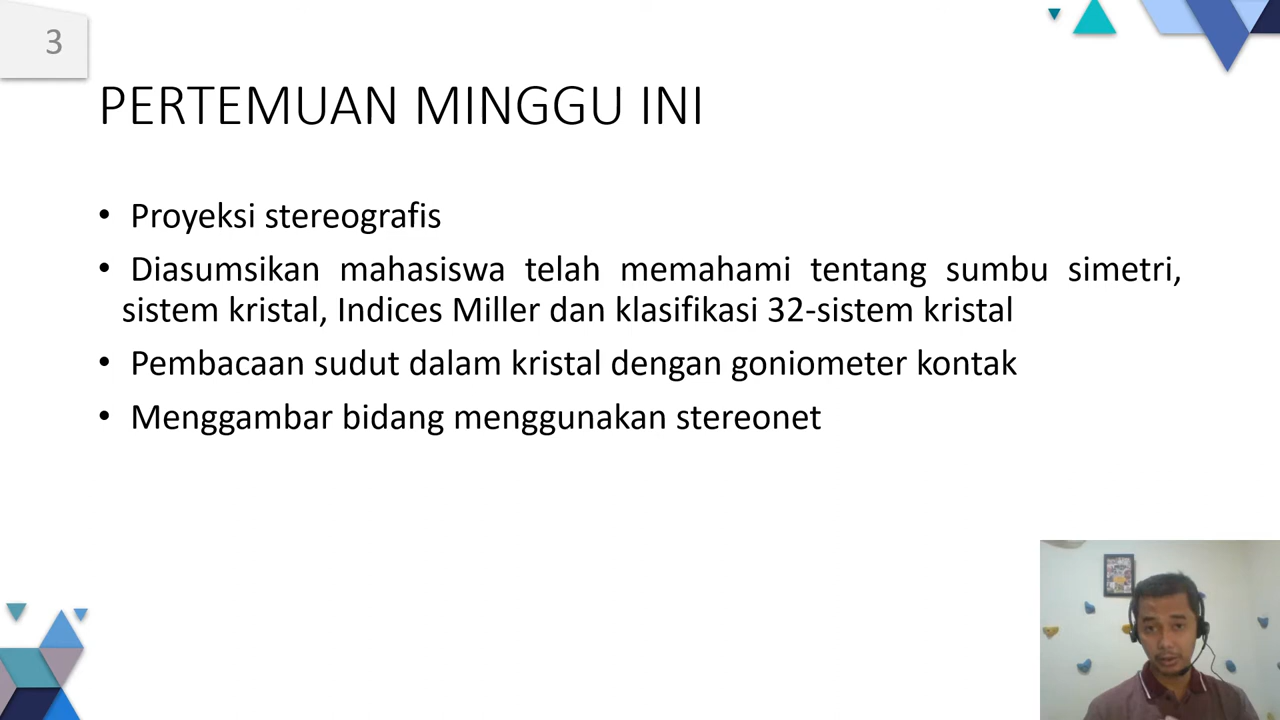 3
PERTEMUAN MINGGU INI
• Proyeksi stereografis
• Diasumsikan mahasiswa telah memahami tentang sumbu simetri,
sistem kristal, Indices Miller dan klasifikasi 32-sistem kristal
• Pembacaan sudut dalam kristal dengan goniometer kontak
• Menggambar bidang menggunakan stereonet